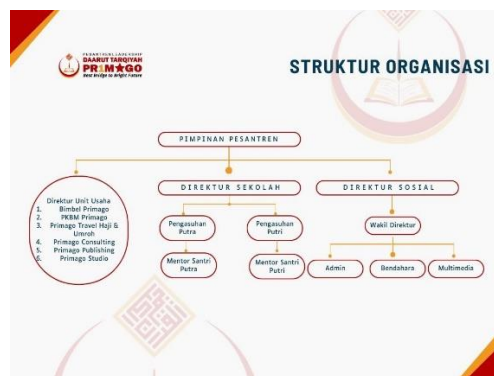 PESANTREN LEADERSHIP
DAARUT TARQIYAH
PRIMAGO
Best Bridge to Bright Future
STRUKTUR ORGANISASI
PIMPINAN PESANTREN
Direktur Unit Usaha
1. Bimbel Primago
2. PKBM Primago
3. Primago Travel Haji &
Umroh
4. Primago Consulting
5. Primago Publishing
6. Primago Studio
DIREKTUR SEKOLAH
DIREKTUR SOSIAL
Pengasuhan
Putra
Pengasuhan
Putri
Wakil Direktur
Mentor Santri
Putra
Mentor Santri
Putri
Admin
Bendahara
Multimedia